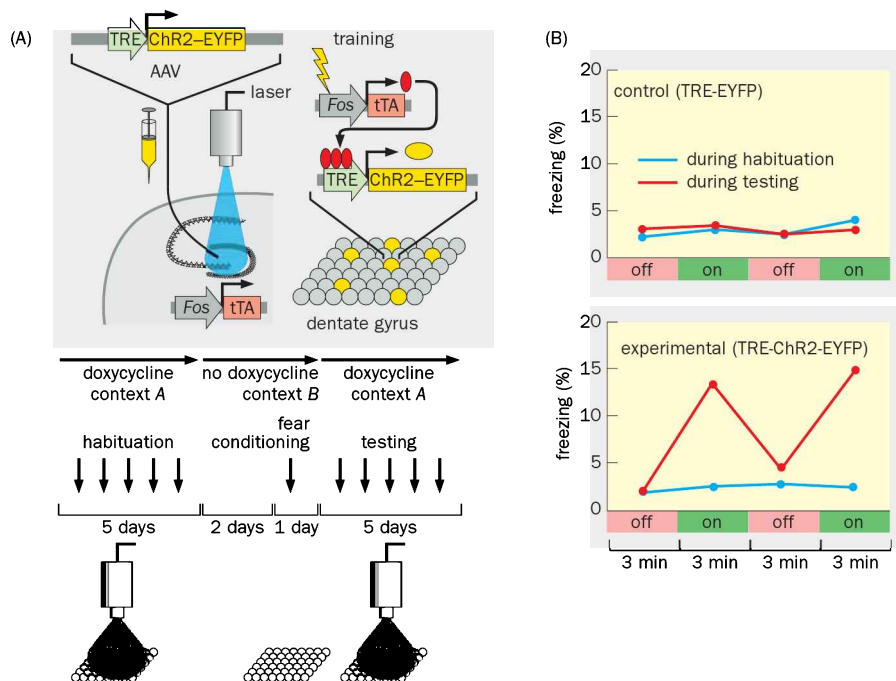 (A)
TRE ChR2–EYFP
AAV
laser
training
Fos tTA
TRE ChR2–EYFP
Fos tTA
dentate gyrus
doxycycline
context A
no doxycycline
context B
doxycycline
context A
habituation
fear
conditioning
testing
5 days
2 days
1 day
5 days
(B)
freezing (%)
20
15
10
5
0
control (TRE-EYFP)
during habituation
during testing
off on off on
freezing (%)
20
15
10
5
0
experimental (TRE-ChR2-EYFP)
off on off on
3 min 3 min 3 min 3 min